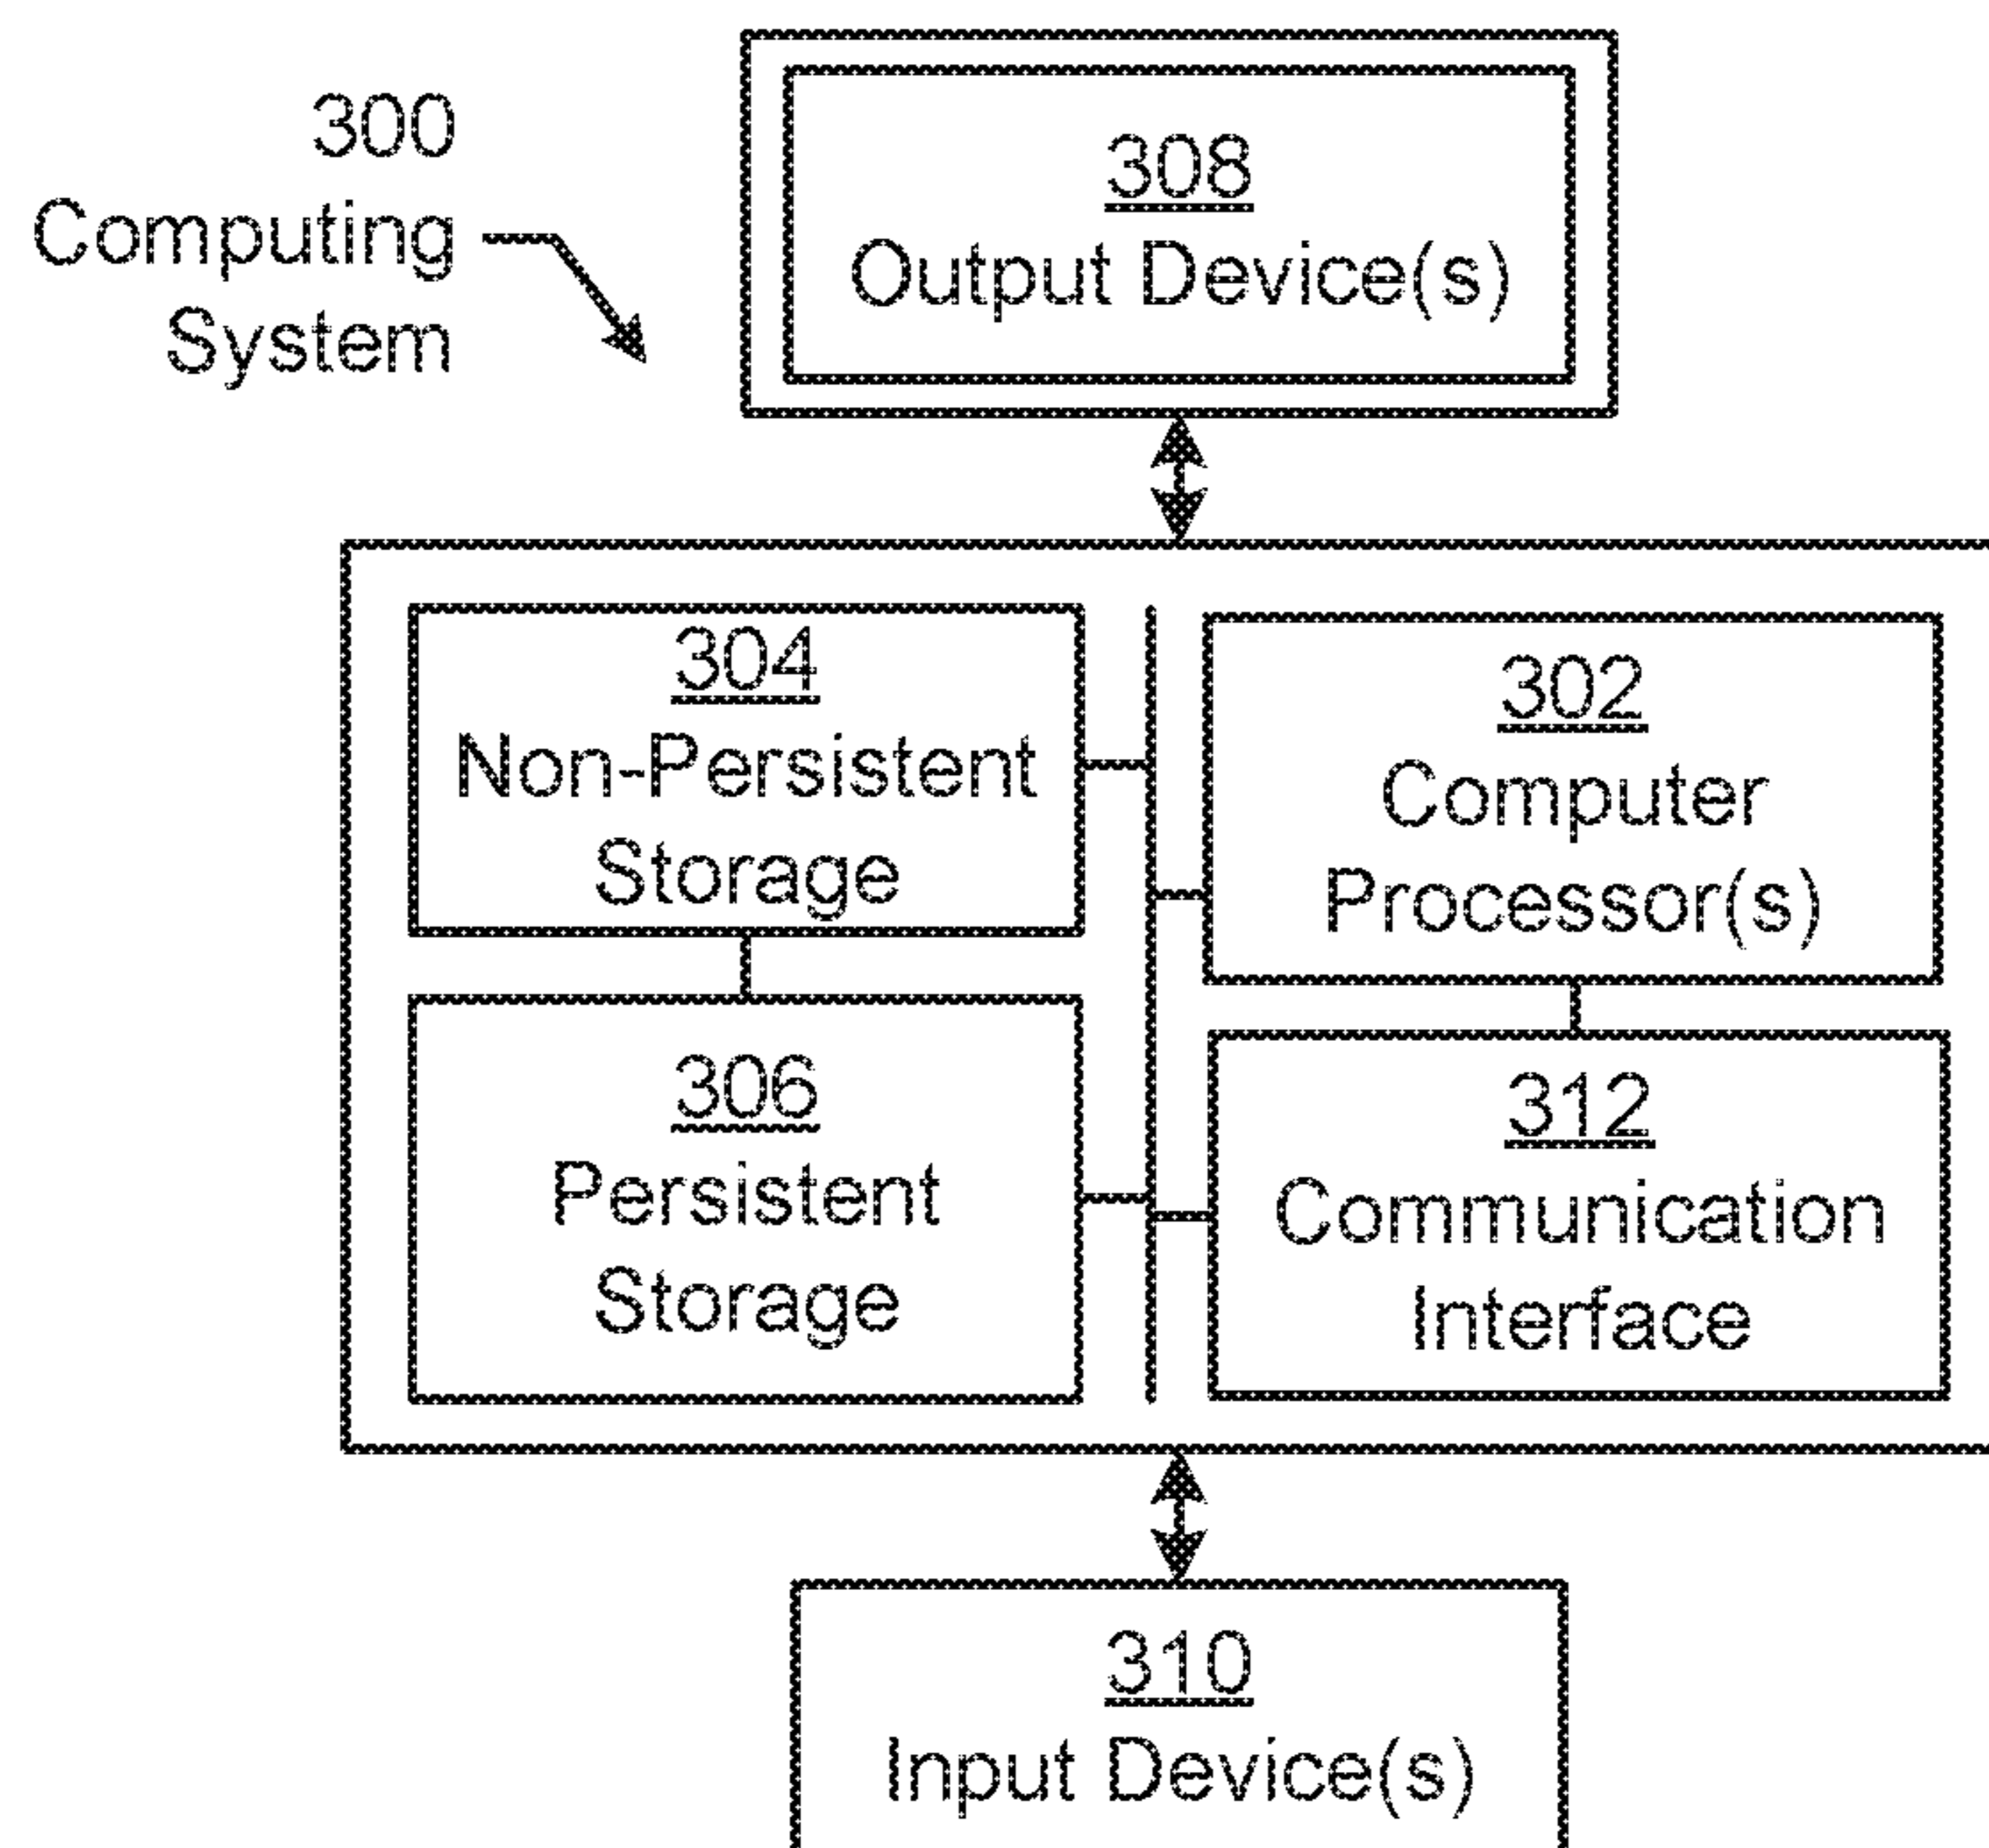 300
Computing
System
308
Output Device(s)
304
Non-Persistent
Storage
302
Computer
Processor(s)
306
Persistent
Storage
312
Communication
Interface
310
Input Device(s)